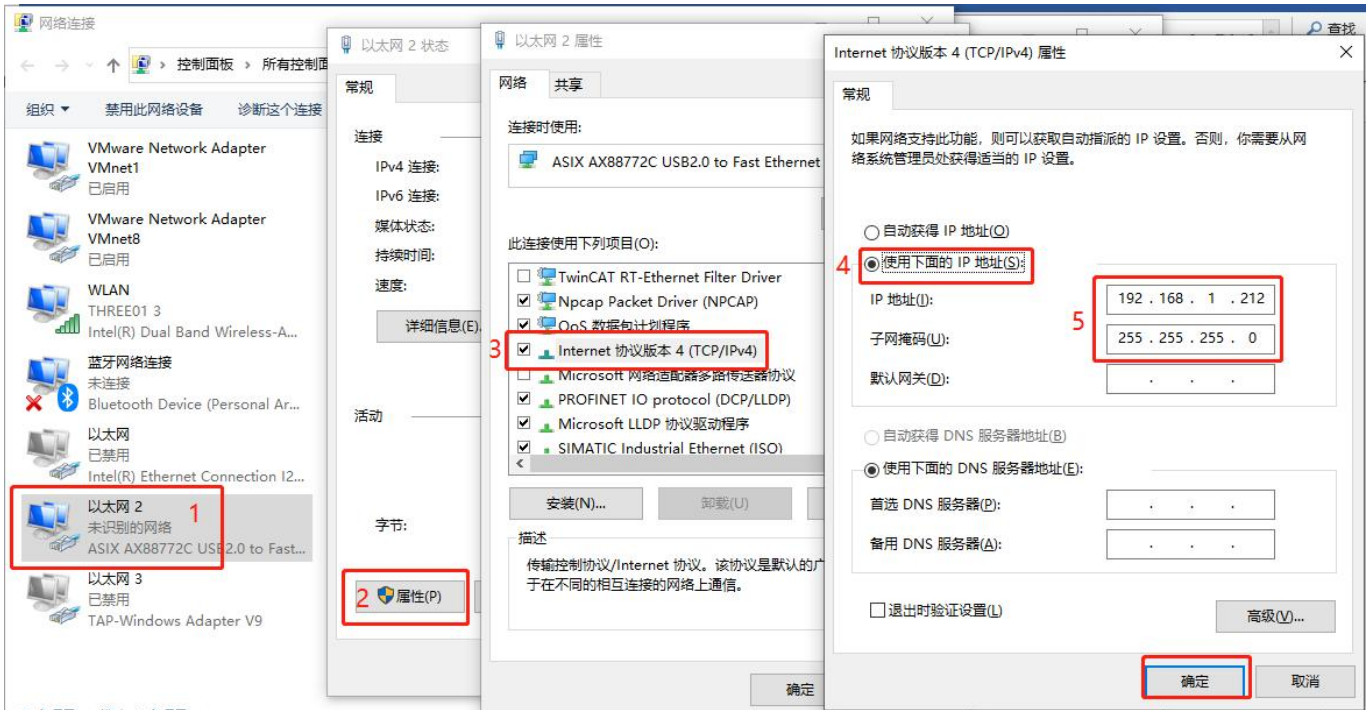 网络连接
控制面板 › 所有控制面
组织
禁用此网络设备
诊断这个连接
VMware Network Adapter
VMnet1
已启用
VMware Network Adapter
VMnet8
已启用
WLAN
THREE01 3
Intel(R) Dual Band Wireless-A...
蓝牙网络连接
未连接
Bluetooth Device (Personal Ar...
以太网
已禁用
Intel(R) Ethernet Connection I2...
以太网 2
1
未识别的网络
ASIX AX88772C USB2.0 to Fast...
以太网 3
已禁用
TAP-Windows Adapter V9
以太网 2 状态
常规
连接
IPv4 连接:
IPv6 连接:
媒体状态:
持续时间:
速度:
详细信息(E)
活动
字节:
2
属性(P)
以太网 2 属性
网络
共享
连接时使用:
ASIX AX88772C USB2.0 to Fast Ethernet
此连接使用下列项目(O):
TwinCAT RT-Ethernet Filter Driver
Npcap Packet Driver (NPCAP)
QoS 数据包计划程序
3
Internet 协议版本 4 (TCP/IPv4)
Microsoft 网络适配器多路传送器协议
PROFINET IO protocol (DCP/LLDP)
Microsoft LLDP 协议驱动程序
SIMATIC Industrial Ethernet (ISO)
安装(N)...
卸载(U)
描述
传输控制协议/Internet 协议。该协议是默认的广
于在不同的相互连接的网络上通信。
确定
查找
Internet 协议版本 4 (TCP/IPv4) 属性
常规
如果网络支持此功能，则可以获取自动指派的 IP 设置。否则，你需要从网
络系统管理员处获得适当的 IP 设置。
自动获得 IP 地址(O)
4
使用下面的 IP 地址(S):
IP 地址(I):
192 . 168 . 1 . 212
5
子网掩码(U):
255 . 255 . 255 . 0
默认网关(D):
自动获得 DNS 服务器地址(B)
使用下面的 DNS 服务器地址(E):
首选 DNS 服务器(P):
备用 DNS 服务器(A):
退出时验证设置(L)
高级(V)...
确定
取消